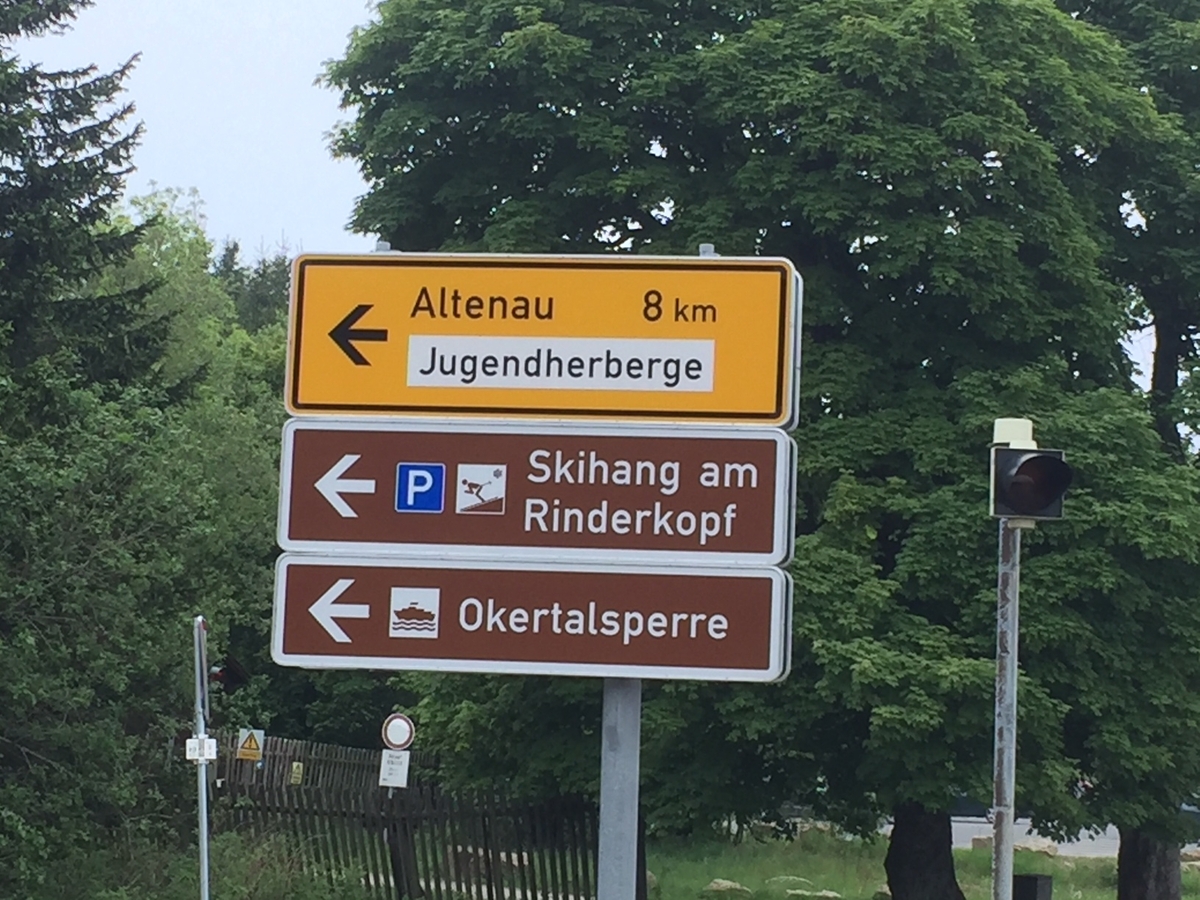 Altenau 8 km
Jugendherberge
P Skihang am
Rinderkopf
Okertalsperre